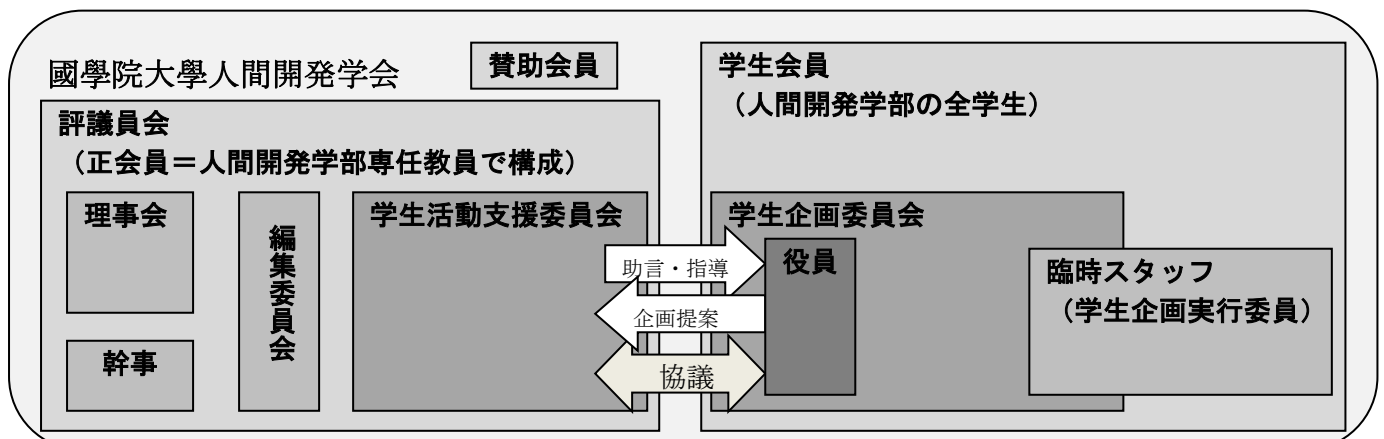 國學院大學人間開発学会
賛助会員
評議員会
（正会員＝人間開発学部専任教員で構成）
理事会
幹事
編集委員会
学生活動支援委員会
助言・指導
企画提案
協議
学生会員
（人間開発学部の全学生）
学生企画委員会
役員
臨時スタッフ
（学生企画実行委員）